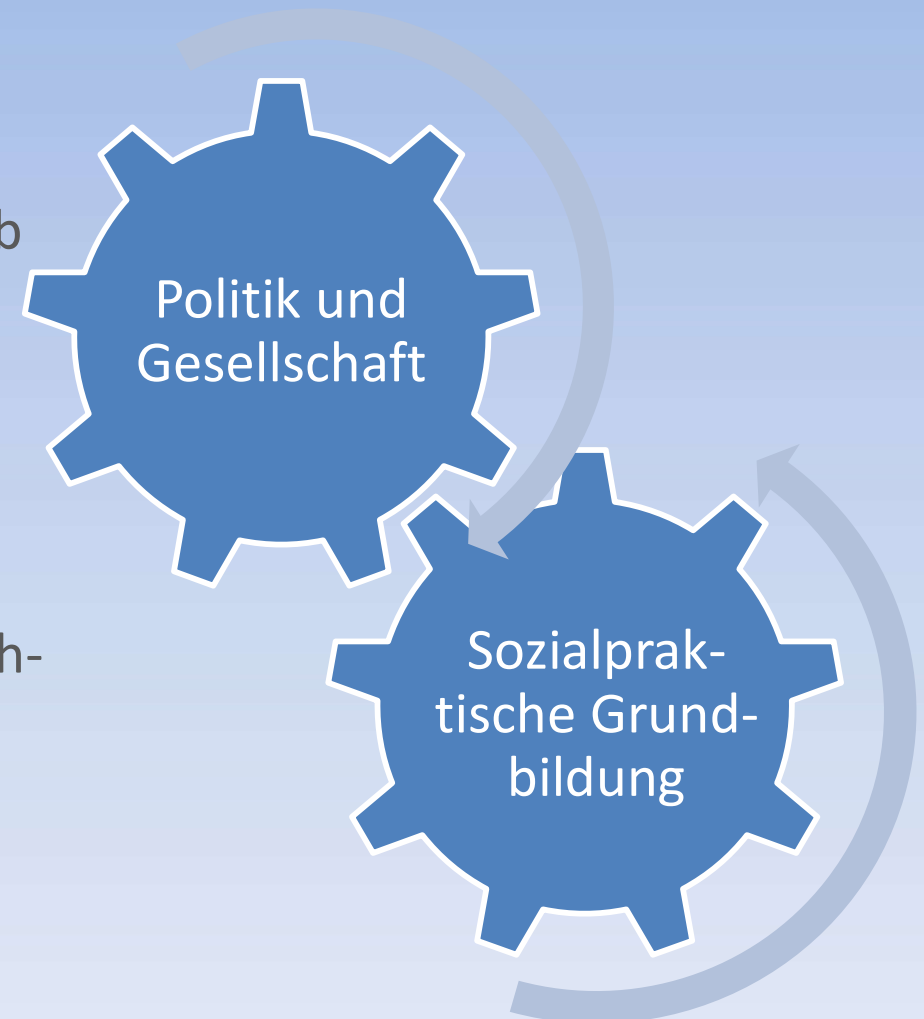 b
Politik und
Gesellschaft
h-
Sozialprak-
tische Grund-
bildung